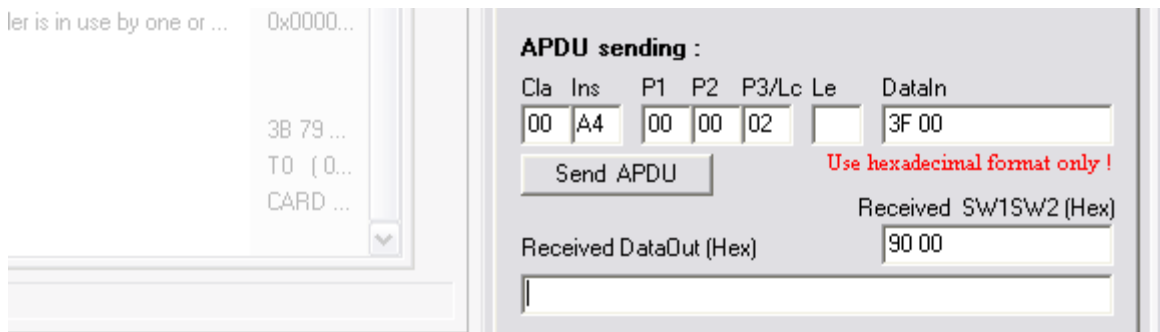 ler is in use by one or ...
0x0000...
3B 79 ...
T0 ( 0...
CARD ...
APDU sending :
Cla Ins P1 P2 P3/Lc Le DataIn
00 A4 00 00 02 3F 00
Send APDU
Use hexadecimal format only !
Received SW1SW2 (Hex)
90 00
Received DataOut (Hex)